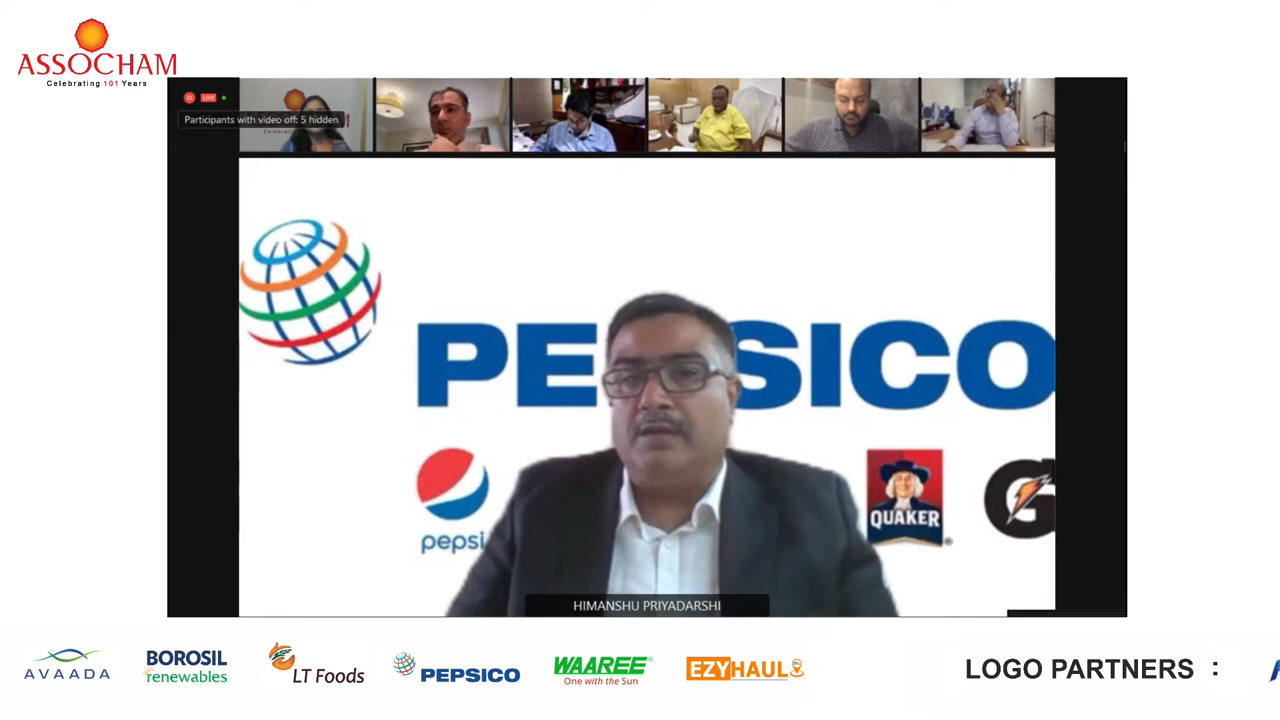 ASSOCHAM
Celebrating 101 Years
LIVE
Participants with video off: 5 hidden
PEPSICO
pepsi
QUAKER
G
HIMANSHU PRIYADARSHI
AVAADA
BOROSIL
renewables
LT Foods
PEPSICO
WAAREE
One with the Sun
EZYHAUL
LOGO PARTNERS :